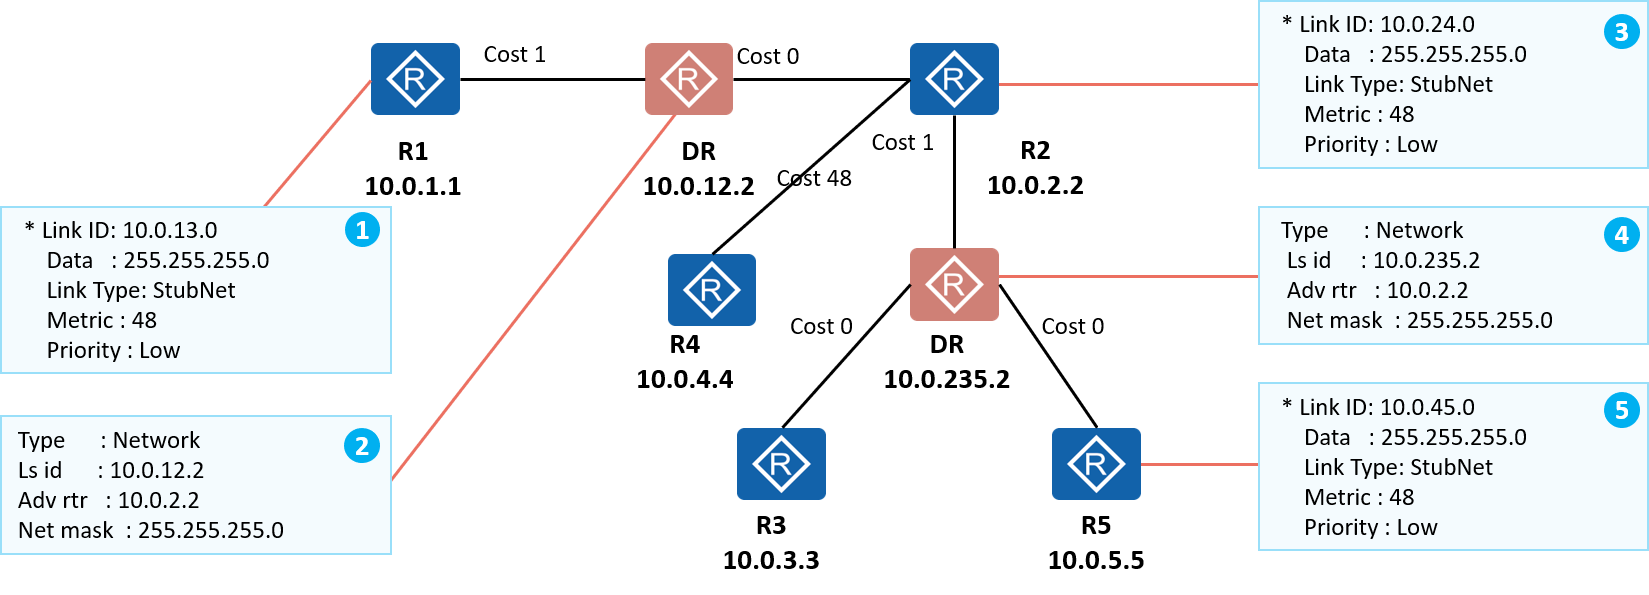 Cost 1
Cost 0
R
R
R
R1
10.0.1.1
DR
10.0.12.2
R2
10.0.2.2
* Link ID: 10.0.24.0
Data : 255.255.255.0
Link Type: StubNet
Metric : 48
Priority : Low
3
Cost 1
Cost 48
* Link ID: 10.0.13.0
Data : 255.255.255.0
Link Type: StubNet
Metric : 48
Priority : Low
1
R
R4
10.0.4.4
R
DR
10.0.235.2
Cost 0
Cost 0
Type : Network
Ls id : 10.0.235.2
Adv rtr : 10.0.2.2
Net mask : 255.255.255.0
4
Type : Network
Ls id : 10.0.12.2
Adv rtr : 10.0.2.2
Net mask : 255.255.255.0
2
R
R3
10.0.3.3
R
R5
10.0.5.5
* Link ID: 10.0.45.0
Data : 255.255.255.0
Link Type: StubNet
Metric : 48
Priority : Low
5